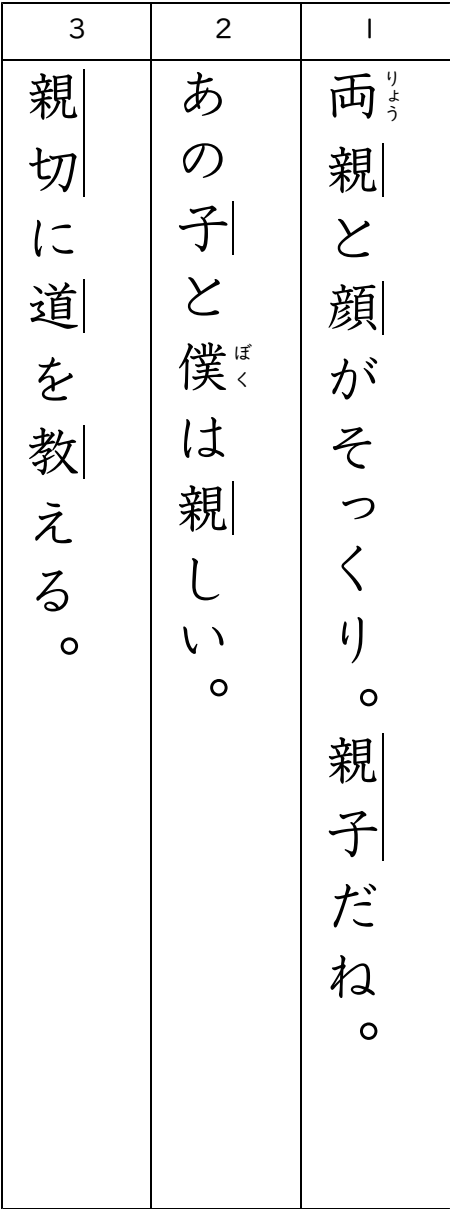 1
両親と顔がそっくり。親子だね。
りょう
2
あの子と僕は親しい。
ぼく
3
親切に道を教える。